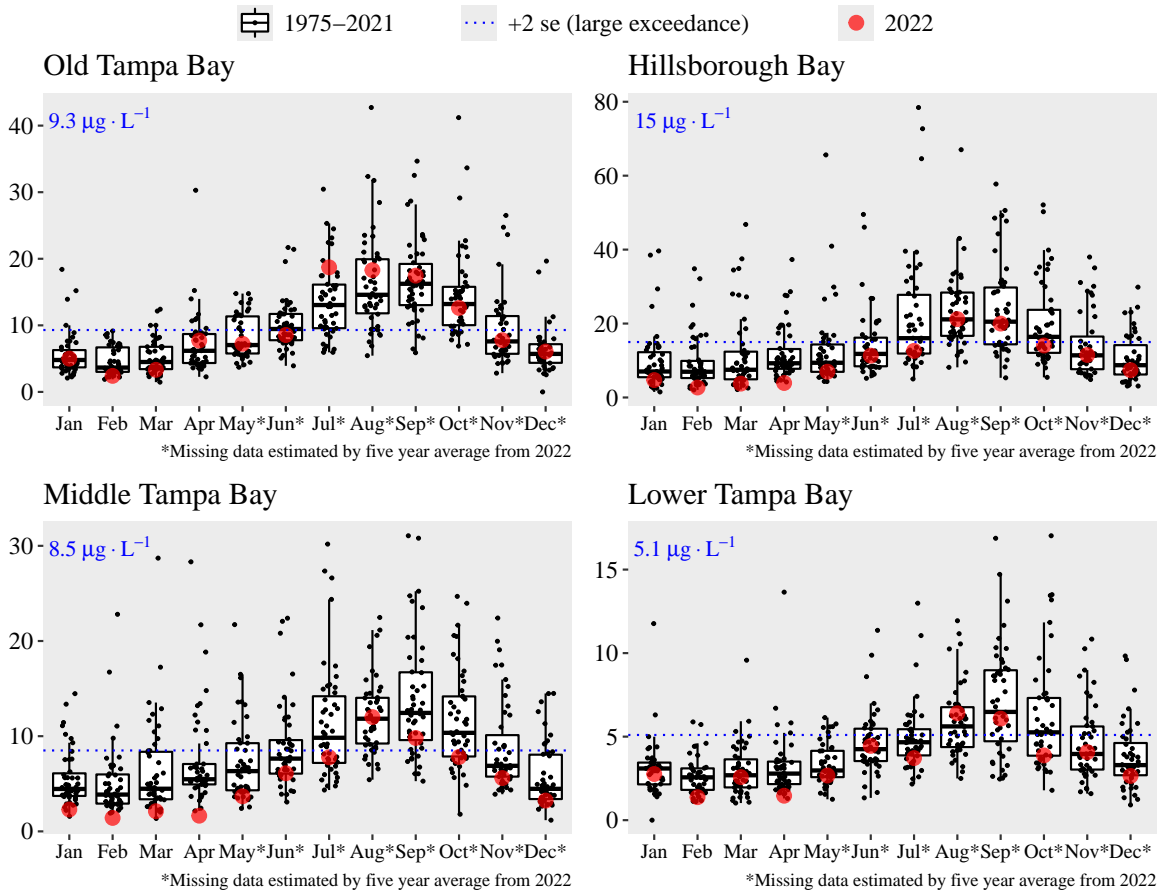 1975–2021 +2 se (large exceedance) 2022
Old Tampa Bay
9.3 μg · L⁻¹
40
30
20
10
0
Jan Feb Mar Apr May* Jun* Jul* Aug* Sep* Oct* Nov* Dec*
*Missing data estimated by five year average from 2022
Hillsborough Bay
15 μg · L⁻¹
80
60
40
20
0
Jan Feb Mar Apr May* Jun* Jul* Aug* Sep* Oct* Nov* Dec*
*Missing data estimated by five year average from 2022
Middle Tampa Bay
8.5 μg · L⁻¹
30
20
10
0
Jan Feb Mar Apr May* Jun* Jul* Aug* Sep* Oct* Nov* Dec*
*Missing data estimated by five year average from 2022
Lower Tampa Bay
5.1 μg · L⁻¹
15
10
5
0
Jan Feb Mar Apr May* Jun* Jul* Aug* Sep* Oct* Nov* Dec*
*Missing data estimated by five year average from 2022